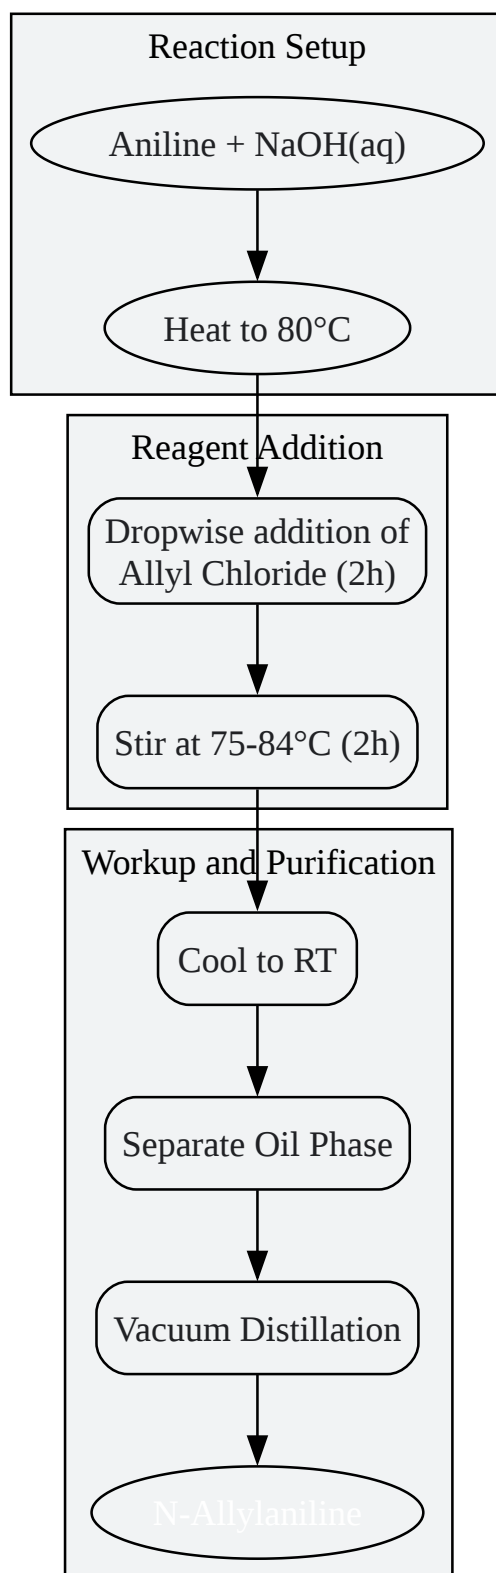 Reaction Setup
Aniline + NaOH(aq)
Heat to 80°C
Reagent Addition
Dropwise addition of
Allyl Chloride (2h)
Stir at 75-84°C (2h)
Workup and Purification
Cool to RT
Separate Oil Phase
Vacuum Distillation
N-Allylaniline